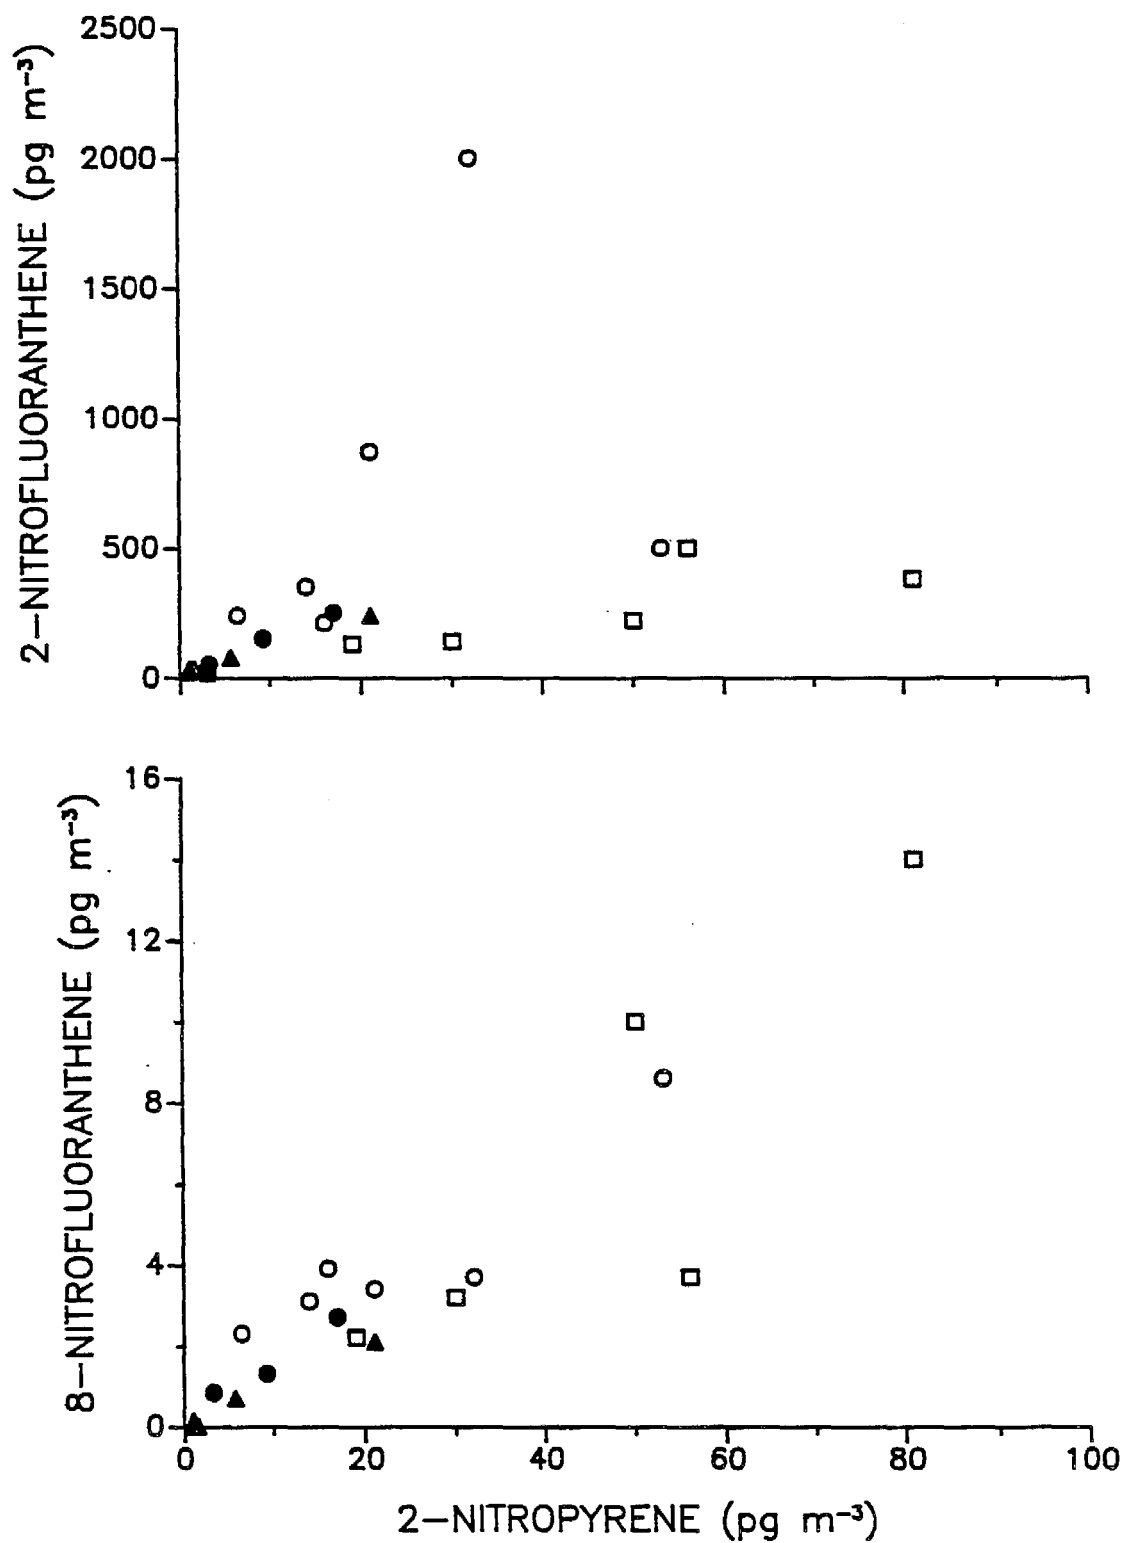 2500
2000
1500
1000
500
0
2-NITROFLUORANTHENE (pg m⁻³)
16
12
8
4
0
8-NITROFLUORANTHENE (pg m⁻³)
0 20 40 60 80 100
2-NITROPYRENE (pg m⁻³)